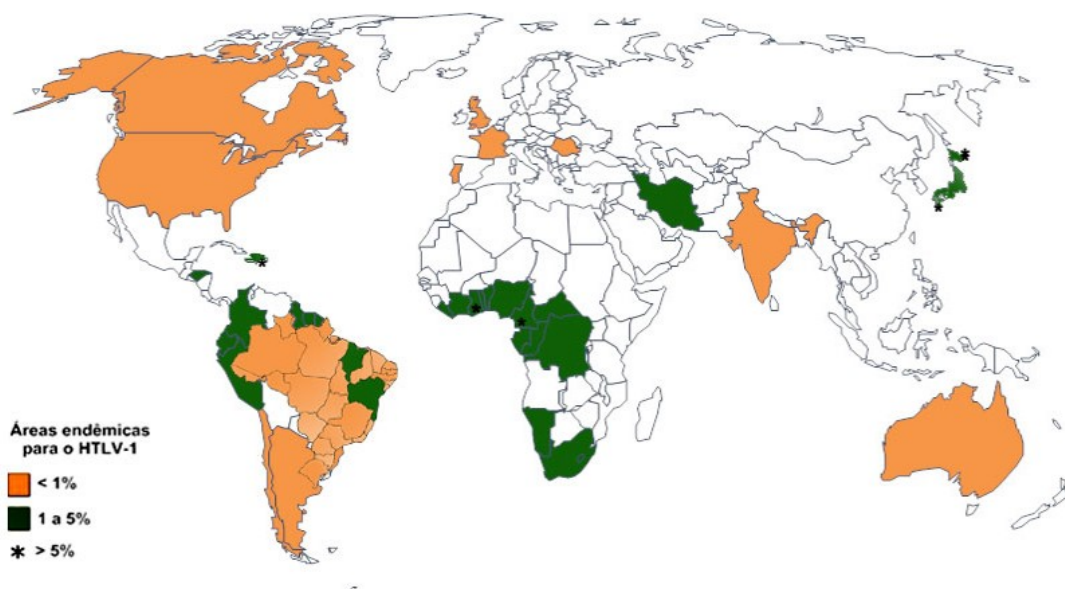 Áreas endêmicas
para o HTLV-1
< 1%
1 a 5%
* > 5%